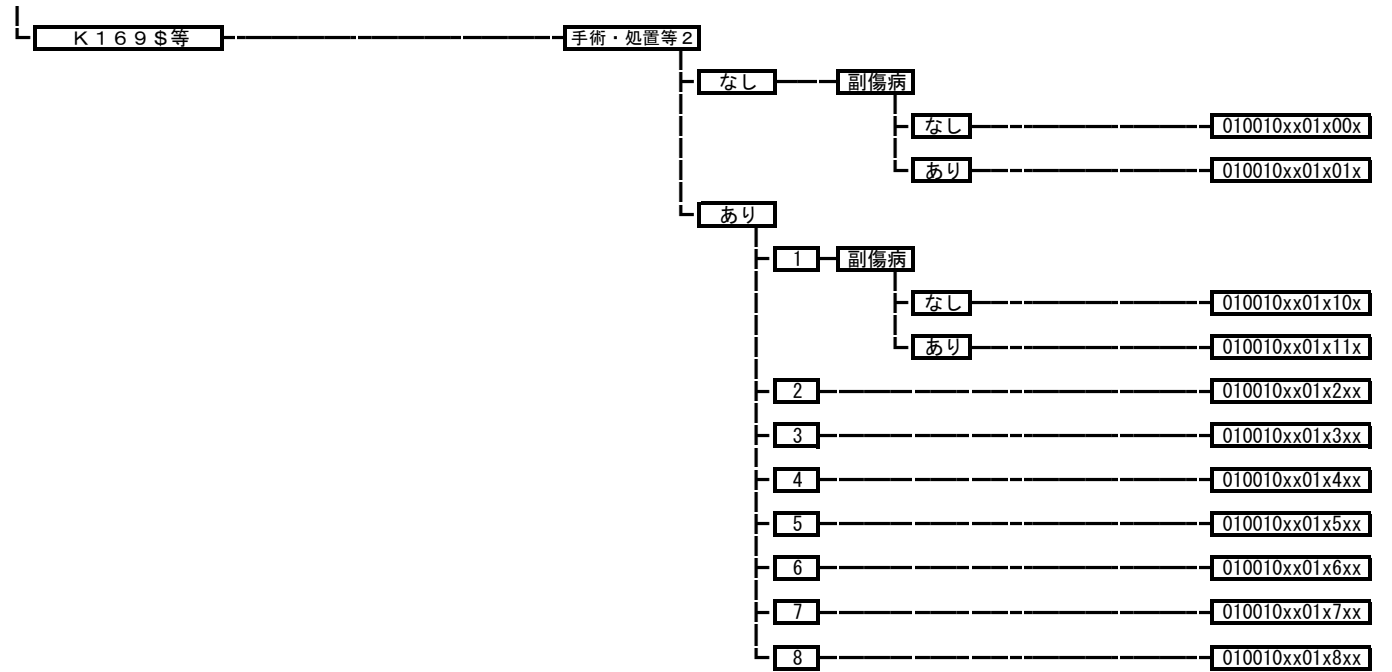 Ｋ１６９＄等 手術・処置等２
なし 副傷病
なし 010010xx01x00x
あり 010010xx01x01x
あり
1 副傷病
なし 010010xx01x10x
あり 010010xx01x11x
2 010010xx01x2xx
3 010010xx01x3xx
4 010010xx01x4xx
5 010010xx01x5xx
6 010010xx01x6xx
7 010010xx01x7xx
8 010010xx01x8xx